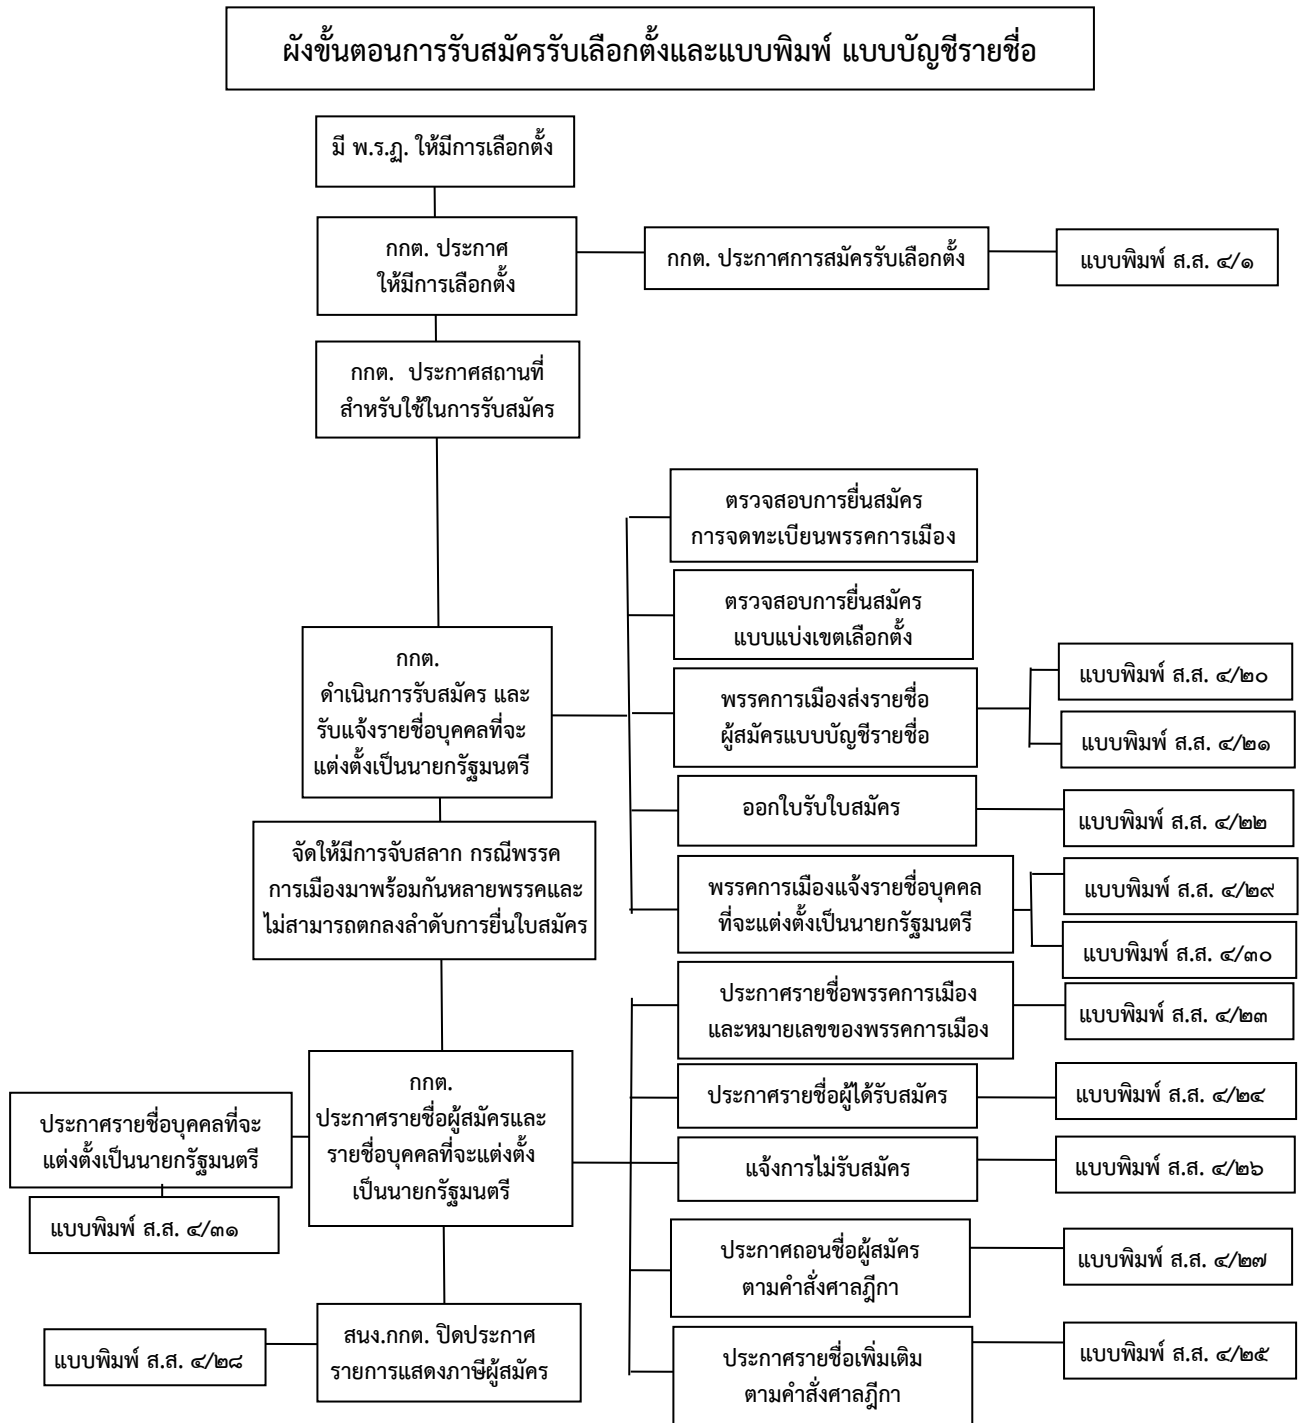 ผังขั้นตอนการรับสมัครรับเลือกตั้งและแบบพิมพ์ แบบบัญชีรายชื่อ
มี พ.ร.ฎ. ให้มีการเลือกตั้ง
กกต. ประกาศ
ให้มีการเลือกตั้ง
กกต. ประกาศการสมัครรับเลือกตั้ง
แบบพิมพ์ ส.ส. ๔/๑
กกต. ประกาศสถานที่
สำหรับใช้ในการรับสมัคร
ตรวจสอบการยื่นสมัคร
การจดทะเบียนพรรคการเมือง
ตรวจสอบการยื่นสมัคร
แบบแบ่งเขตเลือกตั้ง
กกต.
ดำเนินการรับสมัคร และ
รับแจ้งรายชื่อบุคคลที่จะ
แต่งตั้งเป็นนายกรัฐมนตรี
พรรคการเมืองส่งรายชื่อ
ผู้สมัครแบบบัญชีรายชื่อ
แบบพิมพ์ ส.ส. ๔/๒๐
แบบพิมพ์ ส.ส. ๔/๒๑
ออกใบรับใบสมัคร
แบบพิมพ์ ส.ส. ๔/๒๒
จัดให้มีการจับสลาก กรณีพรรค
การเมืองมาพร้อมกันหลายพรรคและ
ไม่สามารถตกลงลำดับการยื่นใบสมัคร
พรรคการเมืองแจ้งรายชื่อบุคคล
ที่จะแต่งตั้งเป็นนายกรัฐมนตรี
แบบพิมพ์ ส.ส. ๔/๒๙
แบบพิมพ์ ส.ส. ๔/๓๐
ประกาศรายชื่อพรรคการเมือง
และหมายเลขของพรรคการเมือง
แบบพิมพ์ ส.ส. ๔/๒๓
กกต.
ประกาศรายชื่อผู้สมัครและ
รายชื่อบุคคลที่จะแต่งตั้ง
เป็นนายกรัฐมนตรี
ประกาศรายชื่อบุคคลที่จะ
แต่งตั้งเป็นนายกรัฐมนตรี
แบบพิมพ์ ส.ส. ๔/๓๑
ประกาศรายชื่อผู้ได้รับสมัคร
แบบพิมพ์ ส.ส. ๔/๒๔
แจ้งการไม่รับสมัคร
แบบพิมพ์ ส.ส. ๔/๒๖
ประกาศถอนชื่อผู้สมัคร
ตามคำสั่งศาลฎีกา
แบบพิมพ์ ส.ส. ๔/๒๗
สนง.กกต. ปิดประกาศ
รายการแสดงภาษีผู้สมัคร
แบบพิมพ์ ส.ส. ๔/๒๘
ประกาศรายชื่อเพิ่มเติม
ตามคำสั่งศาลฎีกา
แบบพิมพ์ ส.ส. ๔/๒๕